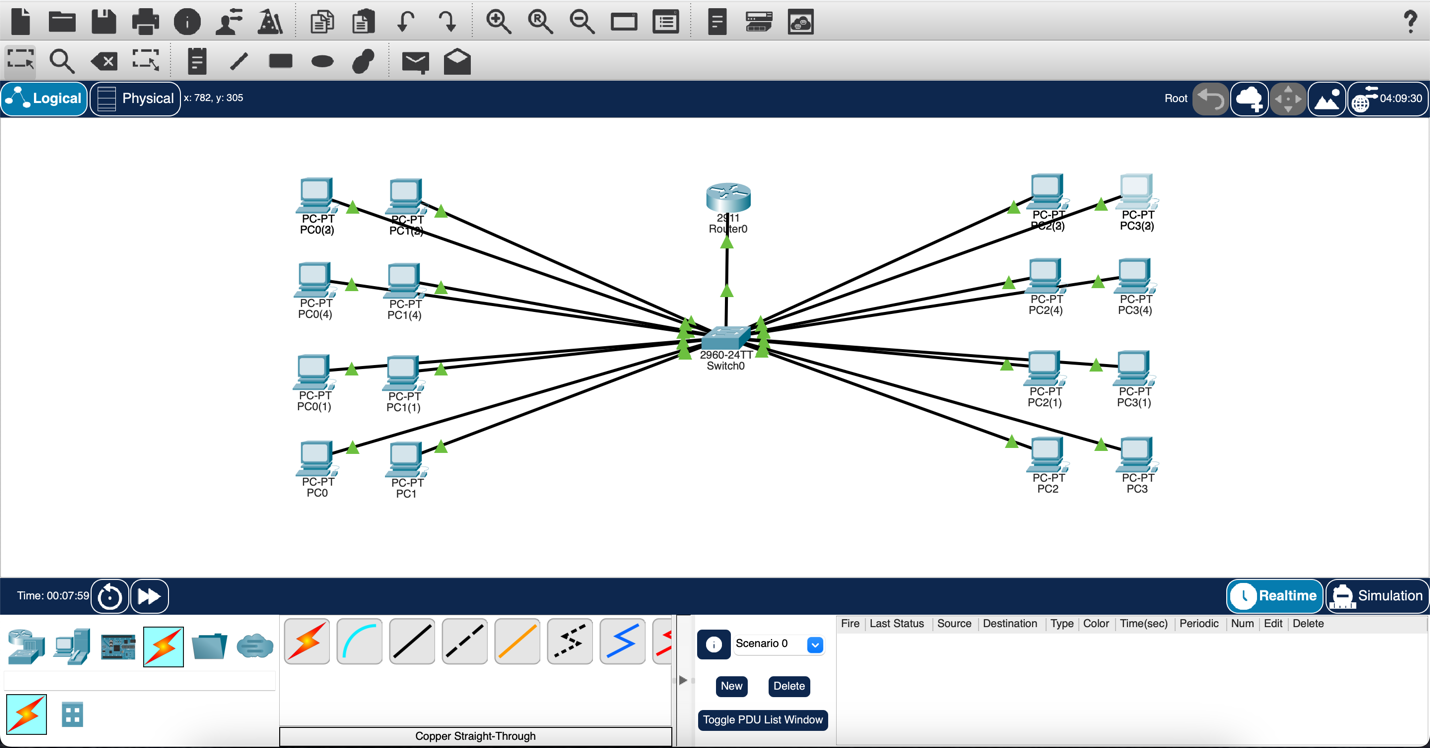 R
?
Logical
Physical
x: 782, y: 305
Root
04:09:30
PC-PT
PC0(3)
PC-PT
PC1(3)
2911
Router0
PC-PT
PC2(3)
PC-PT
PC3(3)
PC-PT
PC0(4)
PC-PT
PC1(4)
PC-PT
PC2(4)
PC-PT
PC3(4)
2960-24TT
Switch0
PC-PT
PC0(1)
PC-PT
PC1(1)
PC-PT
PC2(1)
PC-PT
PC3(1)
PC-PT
PC0
PC-PT
PC1
PC-PT
PC2
PC-PT
PC3
Time: 00:07:59
Realtime
Simulation
Scenario 0
New
Delete
Toggle PDU List Window
Fire Last Status Source Destination Type Color Time(sec) Periodic Num Edit Delete
Copper Straight-Through